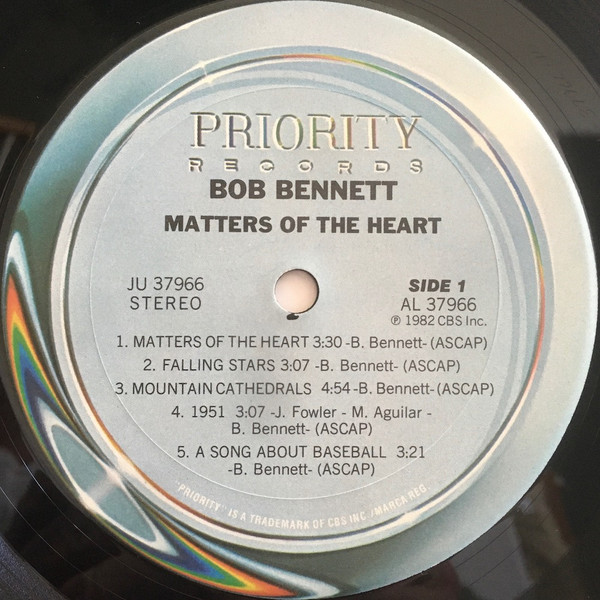 PRIORITY
RECORDS
BOB BENNETT
MATTERS OF THE HEART
JU 37966
STEREO
SIDE 1
AL 37966
℗ 1982 CBS Inc.
1. MATTERS OF THE HEART 3:30 -B. Bennett- (ASCAP)
2. FALLING STARS 3:07 -B. Bennett- (ASCAP)
3. MOUNTAIN CATHEDRALS 4:54 -B. Bennett- (ASCAP)
4. 1951 3:07 -J. Fowler - M. Aguilar -
B. Bennett- (ASCAP)
5. A SONG ABOUT BASEBALL 3:21
-B. Bennett- (ASCAP)
"PRIORITY" IS A TRADEMARK OF CBS INC./MARCA REG.